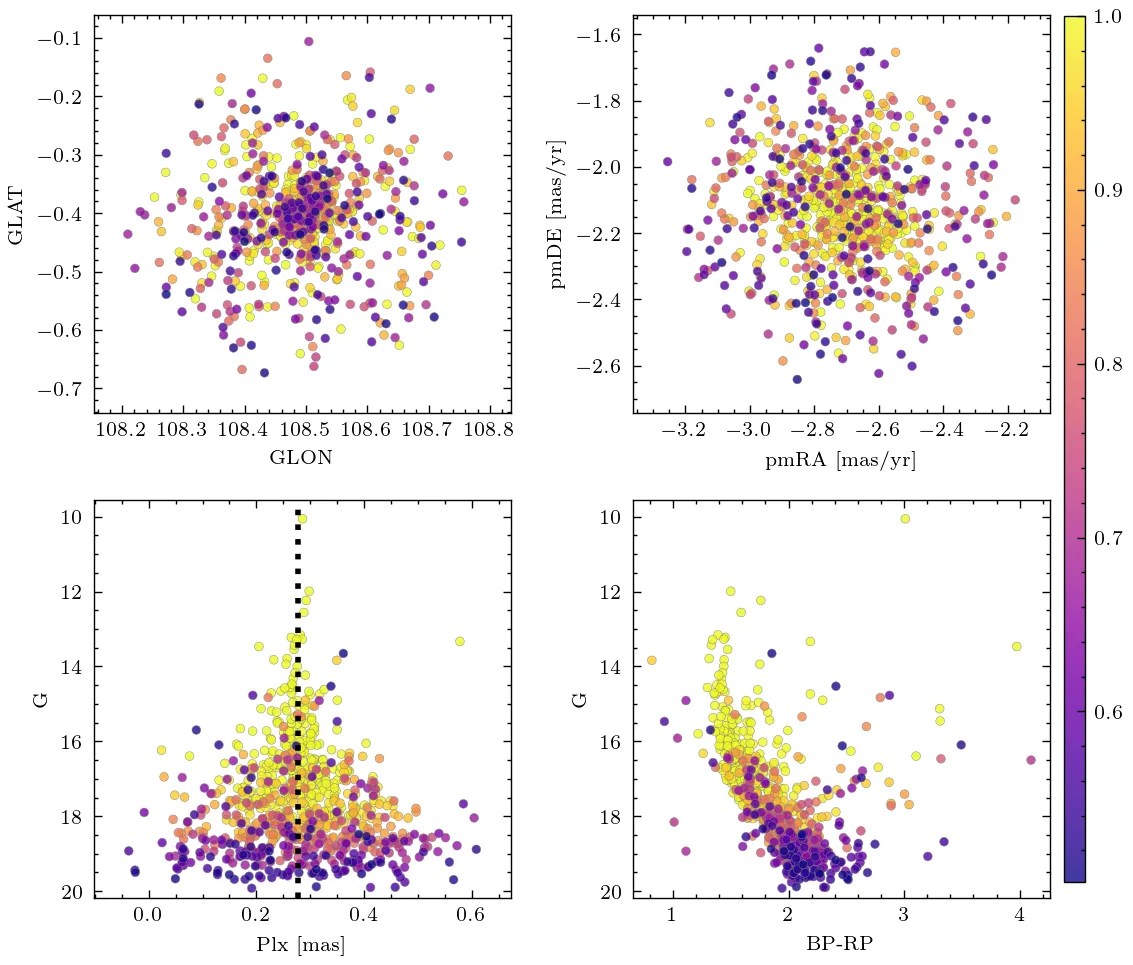 −0.1
−0.2
−0.3
−0.4
−0.5
−0.6
−0.7
GLAT
108.2 108.3 108.4 108.5 108.6 108.7 108.8
GLON
−1.6
−1.8
−2.0
−2.2
−2.4
−2.6
pmDE [mas/yr]
−3.2 −3.0 −2.8 −2.6 −2.4 −2.2
pmRA [mas/yr]
1.0
0.9
0.8
0.7
0.6
10
12
14
16
18
20
G
0.0 0.2 0.4 0.6
Plx [mas]
10
12
14
16
18
20
G
1 2 3 4
BP-RP